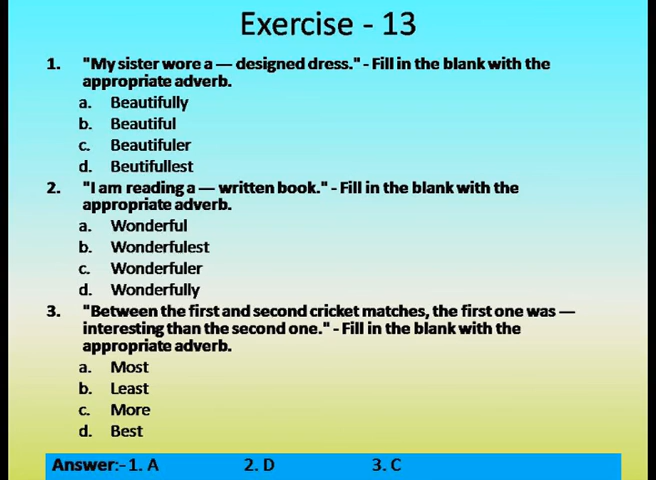 Exercise - 13
1. "My sister wore a — designed dress." - Fill in the blank with the
appropriate adverb.
a. Beautifully
b. Beautiful
c. Beautifuler
d. Beutifullest
2. "I am reading a — written book." - Fill in the blank with the
appropriate adverb.
a. Wonderful
b. Wonderfulest
c. Wonderfuler
d. Wonderfully
3. "Between the first and second cricket matches, the first one was —
interesting than the second one." - Fill in the blank with the
appropriate adverb.
a. Most
b. Least
c. More
d. Best
Answer:- 1. A 2. D 3. C